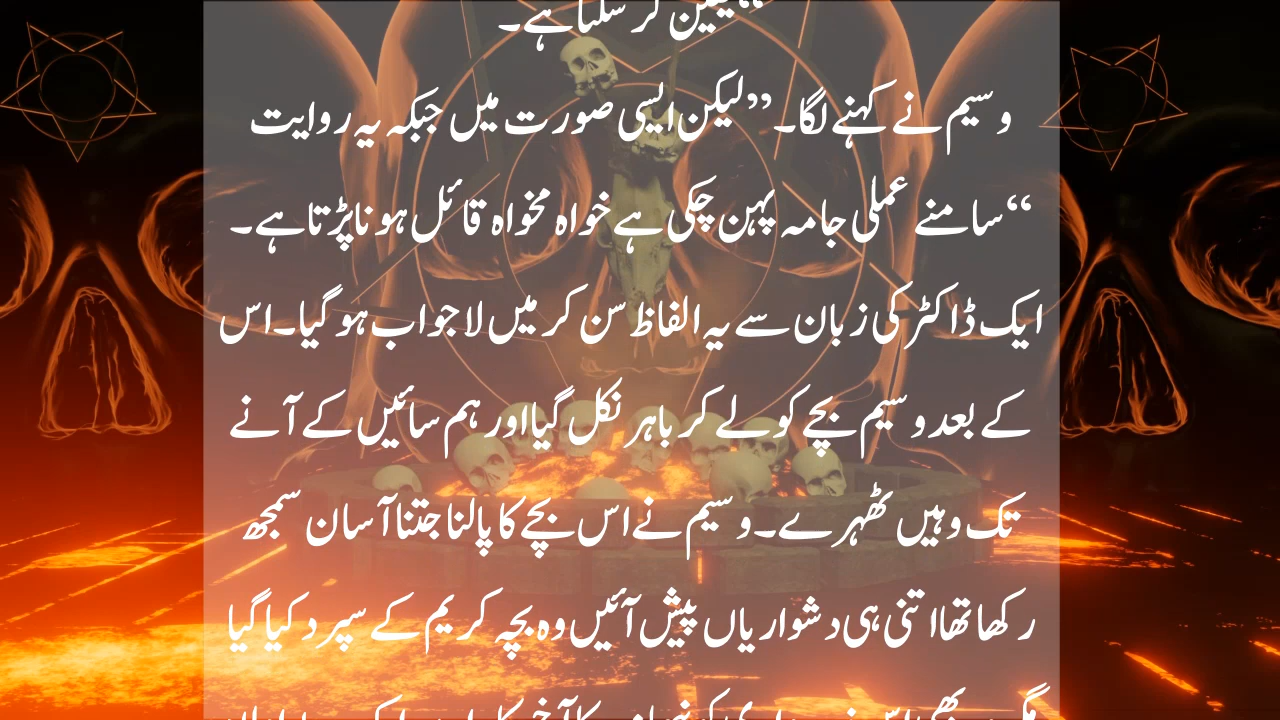 یقین کر سکتا ہے۔“
وسیم نے کہنے لگا۔ ”لیکن ایسی صورت میں جبکہ یہ روایت
سامنے عملی جامہ پہن چکی ہے خواہ مخواہ قائل ہونا پڑتا ہے۔“
ایک ڈاکٹر کی زبان سے یہ الفاظ سن کر میں لاجواب ہو گیا۔ اس
کے بعد وسیم بچے کو لے کر باہر نکل گیا اور ہم سائیں کے آنے
تک وہیں ٹھہرے۔ وسیم نے اس بچے کا پالنا جتنا آسان سمجھ
رکھا تھا اتنی ہی دشواریاں پیش آئیں وہ بچہ کریم کے سپرد کیا گیا